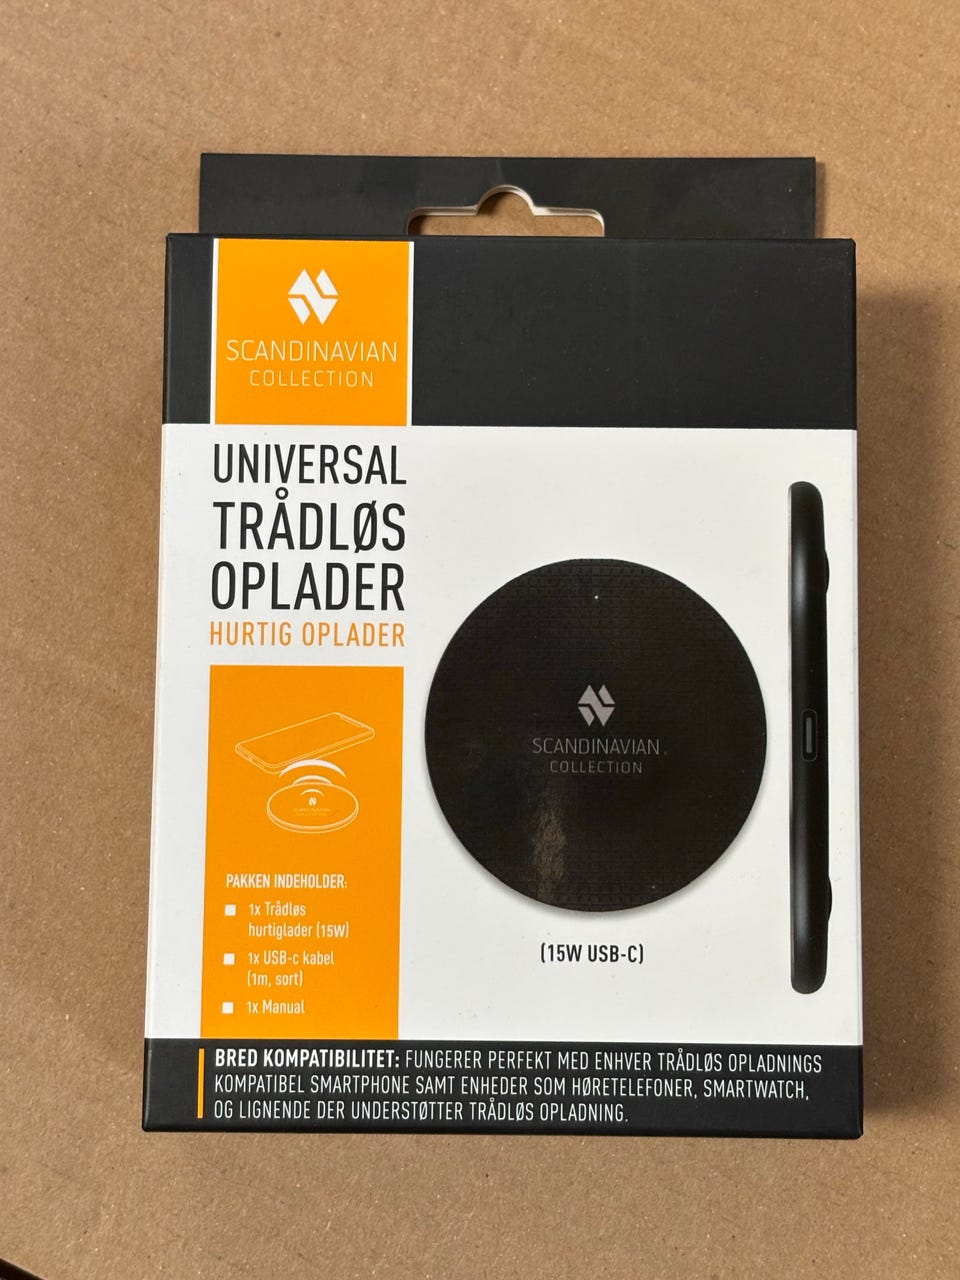 SCANDINAVIAN
COLLECTION
UNIVERSAL
TRÅDLØS
OPLADER
HURTIG OPLADER
SCANDINAVIAN
COLLECTION
(15W USB-C)
PAKKEN INDEHOLDER:
1x Trådløs
hurtiglader (15W)
1x USB-c kabel
(1m, sort)
1x Manual
BRED KOMPATIBILITET: FUNGERER PERFEKT MED ENHVER TRÅDLØS OPLADNINGS
KOMPATIBEL SMARTPHONE SAMT ENHEDER SOM HØRETELEFONER, SMARTWATCH,
OG LIGNENDE DER UNDERSTØTTER TRÅDLØS OPLADNING.